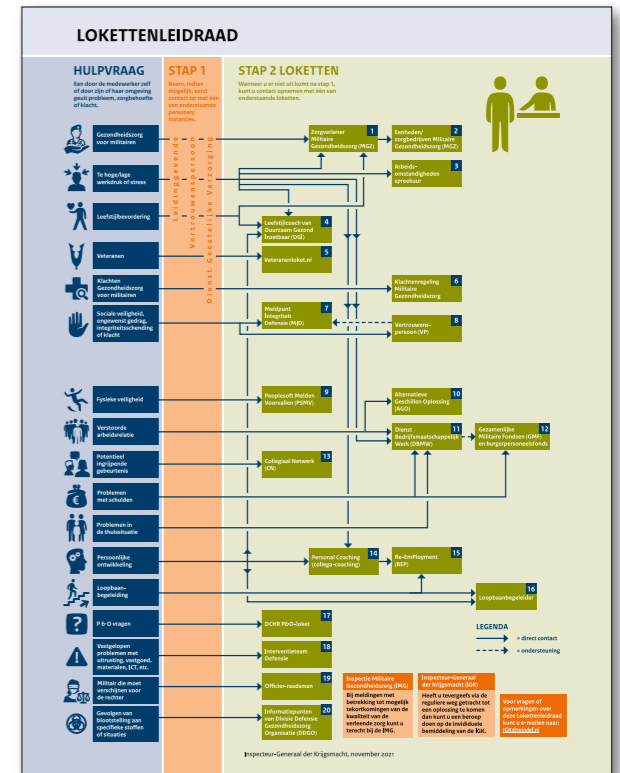 LOKETTENLEIDRAAD
HULPVRAAG
Een door de medewerker zelf
of door zijn of haar omgeving
geuit probleem, zorgbehoefte
of klacht.
STAP 1
Neem, indien
mogelijk, eerst
contact op met één
van onderstaande
personen/
instanties.
STAP 2 LOKETTEN
Wanneer u er niet uit komt na stap 1,
kunt u contact opnemen met één van
onderstaande loketten.
Leidinggevende
Vertrouwenspersoon
Dienst Geestelijke Verzorging
Gezondheidszorg
voor militairen
Te hoge/lage
werkdruk of stress
Leefstijlbevordering
Veteranen
Klachten
Gezondheidszorg
voor militairen
Sociale veiligheid,
ongewenst gedrag,
integriteitsschending
of klacht
Fysieke veiligheid
Verstoorde
arbeidsrelatie
Potentieel
ingrijpende
gebeurtenis
Problemen
met schulden
Problemen in
de thuissituatie
Persoonlijke
ontwikkeling
Loopbaan-
begeleiding
P & O vragen
Vastgelopen
problemen met
uitrusting, vastgoed,
materialen, ICT, etc.
Militair die moet
verschijnen voor
de rechter
Gevolgen van
blootstelling aan
specifieke stoffen
of situaties
Zorgverlener
Militaire
Gezondheidszorg (MGZ)
1
Eenheden/
zorgbedrijven Militaire
Gezondheidszorg (MGZ)
2
Arbeids-
omstandigheden
spreekuur
3
Leefstijlcoach van
Duurzaam Gezond
Inzetbaar (DGI)
4
Veteranenloket.nl
5
Klachtenregeling
Militaire
Gezondheidszorg
6
Meldpunt
Integriteit
Defensie (MID)
7
Vertrouwens-
persoon (VP)
8
Peoplesoft Melden
Voorvallen (PSMV)
9
Alternatieve
Geschillen Oplossing
(AGO)
10
Dienst
Bedrijfsmaatschappelijk
Werk (DBMW)
11
Gezamenlijke
Militaire Fondsen (GMF)
en burgerpersoneelsfonds
12
Collegiaal Netwerk
(CN)
13
Personal Coaching
(collega-coaching)
14
Re-EmPloyment
(REP)
15
Loopbaanbegeleider
16
DCHR P&O-loket
17
Interventieteam
Defensie
18
Officier-raadsman
19
Informatiepunten
van Divisie Defensie
Gezondheidszorg
Organisatie (DDGO)
20
LEGENDA
= direct contact
= ondersteuning
Inspectie Militaire
Gezondheidszorg (IMG)
Bij meldingen met
betrekking tot mogelijk
tekortkomingen van de
kwaliteit van de
verleende zorg kunt u
terecht bij de IMG.
Inspecteur-Generaal
der Krijgsmacht (IGK)
Heeft u tevergeefs via de
reguliere weg getracht tot
een oplossing te komen
dan kunt u een beroep
doen op de invididuele
bemiddeling van de IGK.
Voor vragen of
opmerkingen over
deze Lokettenleidraad
kunt u e-mailen naar:
IGK@mindef.nl
Inspecteur-Generaal der Krijgsmacht, november 2021